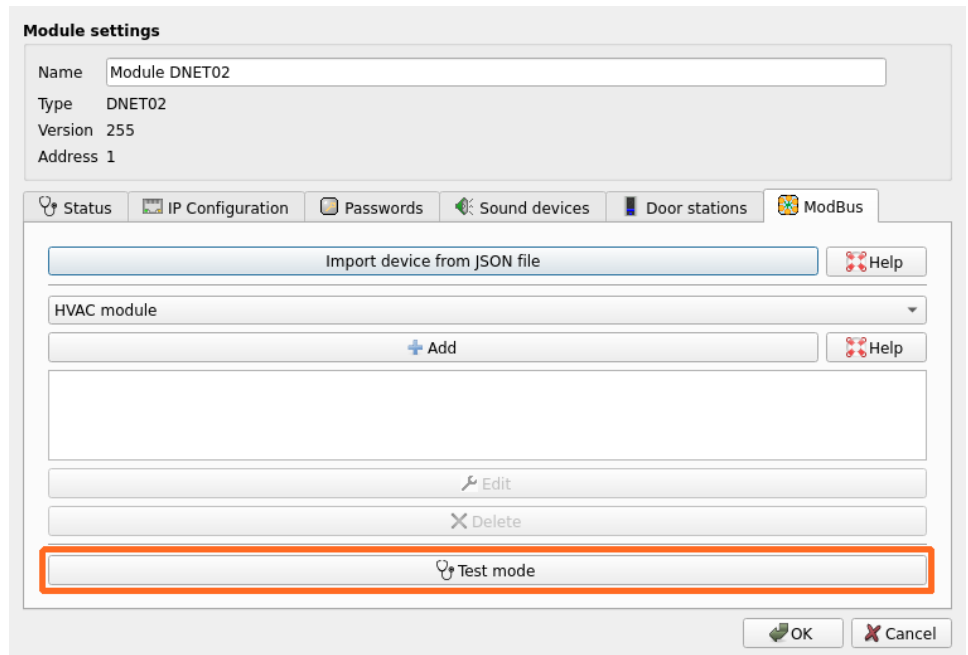 Module settings
Name Module DNET02
Type DNET02
Version 255
Address 1
Status IP Configuration Passwords Sound devices Door stations ModBus
Import device from JSON file Help
HVAC module
Add Help
Edit
Delete
Test mode
OK Cancel